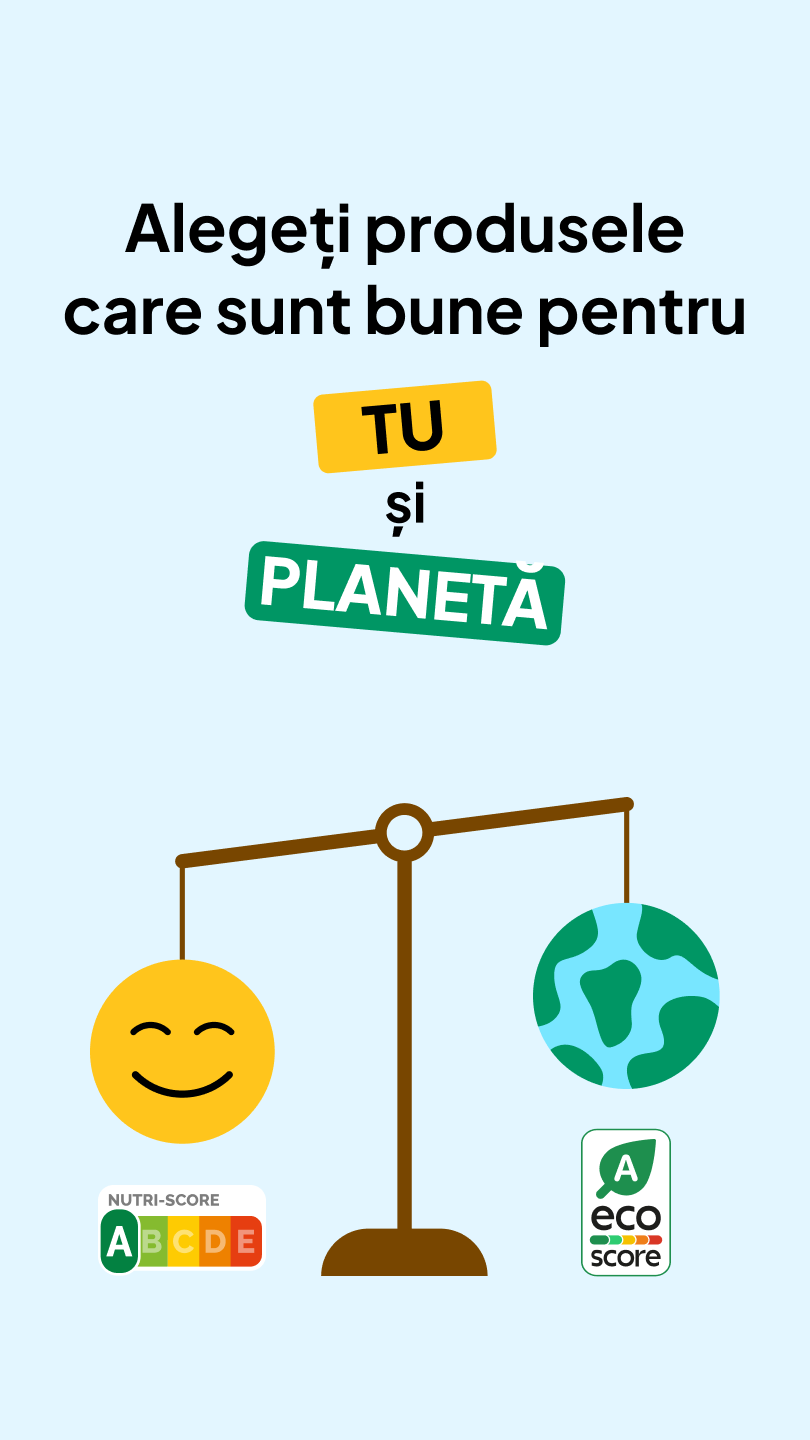 Alegeți produsele
care sunt bune pentru
TU
și
PLANETĂ
NUTRI-SCORE
A B C D E
A
eco
score